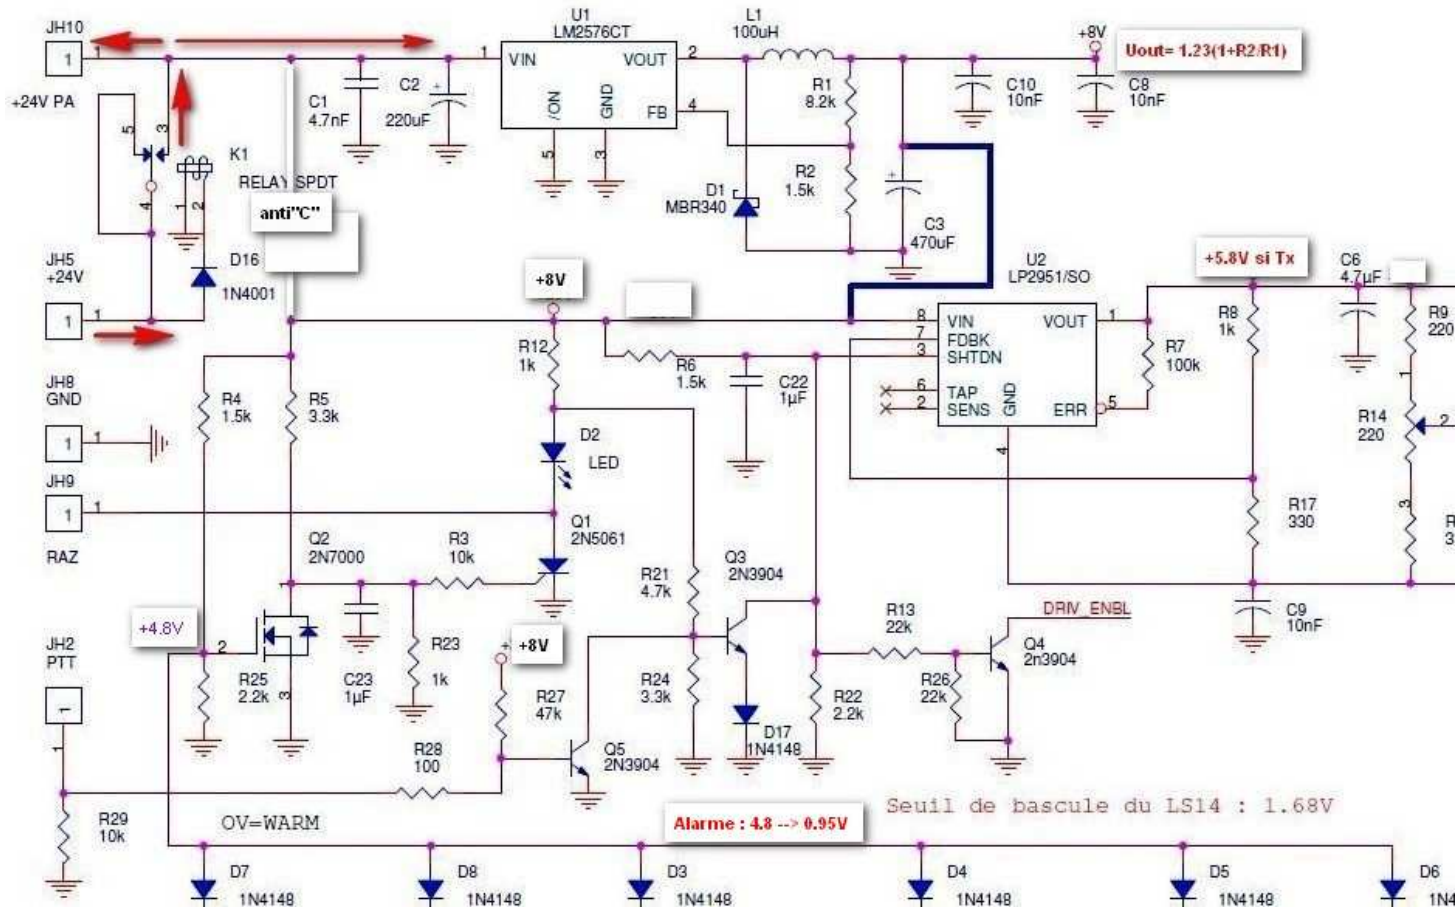 JH10
1
1
+24V PA
5
3
4
1
2
K1
RELAY SPDT
anti"C"
D16
1N4001
JH5
+24V
1
1
JH8
GND
1
1
JH9
1
1
RAZ
C1
4.7nF
C2
220uF
+
U1
LM2576CT
1
VIN
VOUT
2
/ON
GND
FB
4
5
3
L1
100uH
R1
8.2k
R2
1.5k
D1
MBR340
+
C3
470uF
C10
10nF
+8V
C8
10nF
Uout= 1.23(1+R2/R1)
+8V
R12
1k
R6
1.5k
C22
1µF
U2
LP2951/SO
8
VIN
VOUT
1
7
FDBK
3
SHTDN
6
TAP
2
SENS
GND
ERR
5
4
R7
100k
+5.8V si Tx
R8
1k
C6
4.7uF
R9
220
1
R14
220
2
3
R17
330
R
3
C9
10nF
R4
1.5k
R5
3.3k
D2
LED
Q1
2N5061
Q2
2N7000
1
R3
10k
+4.8V
2
R25
2.2k
3
C23
1µF
R23
1k
+8V
R27
47k
R21
4.7k
Q3
2N3904
R24
3.3k
D17
1N4148
R13
22k
R22
2.2k
R26
22k
Q4
2n3904
DRIV_ENBL
JH2
PTT
1
1
R28
100
Q5
2N3904
R29
10k
OV=WARM
Alarme : 4.8 --> 0.95V
Seuil de bascule du LS14 : 1.68V
D7
1N4148
D8
1N4148
D3
1N4148
D4
1N4148
D5
1N4148
D6
1N4